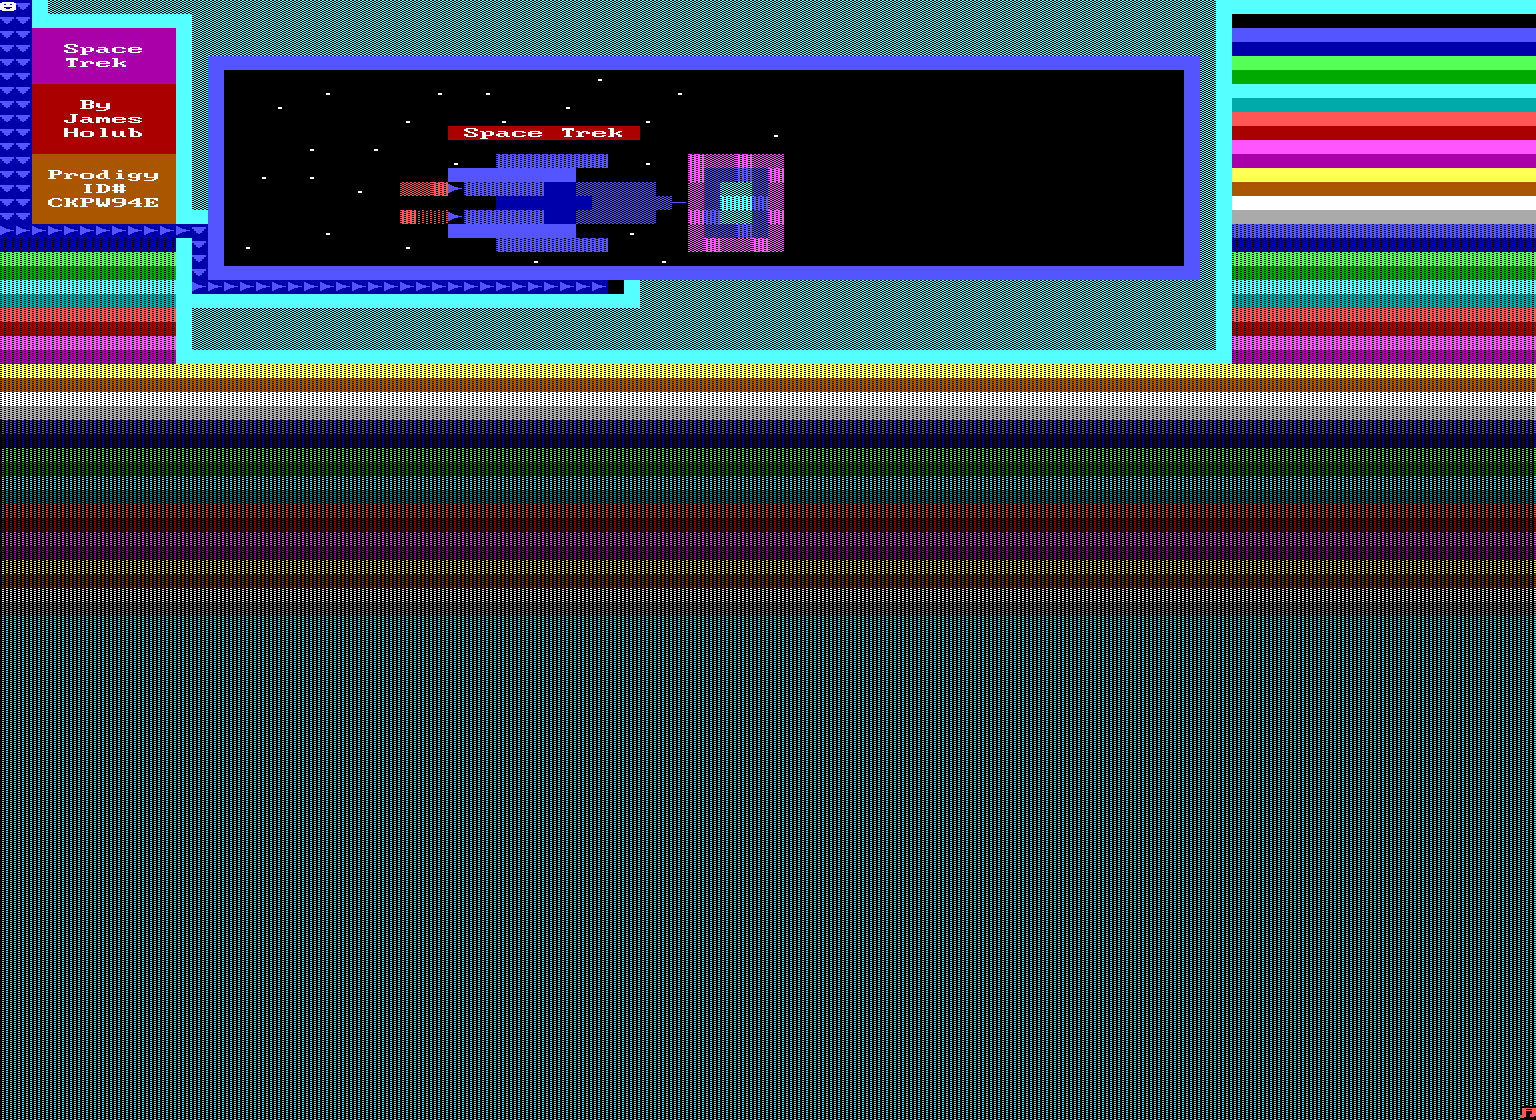 Space
Trek
By
James
Holub
Prodigy
ID#
CKPW94E
Space Trek